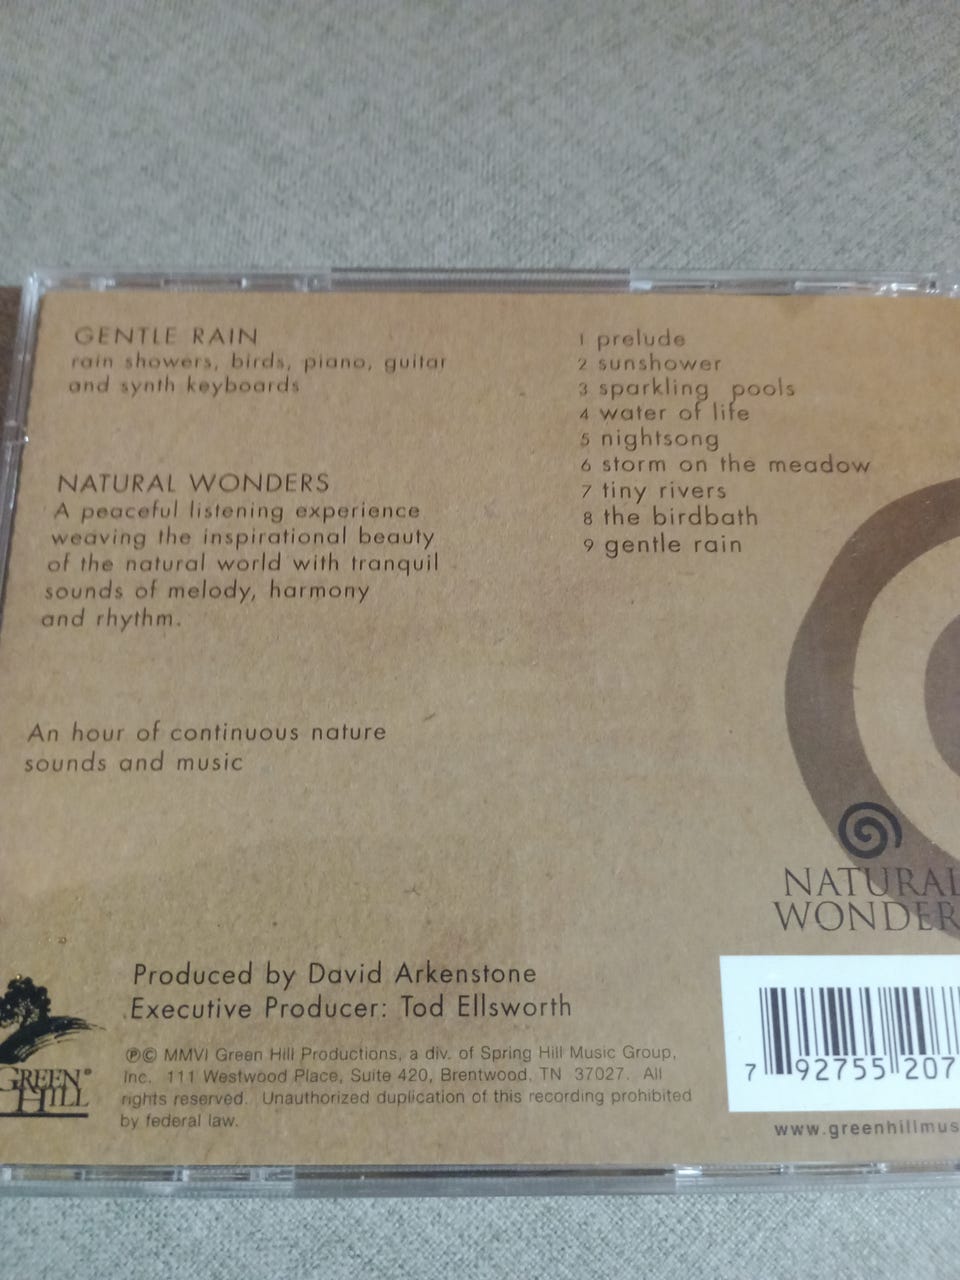 GENTLE RAIN
rain showers, birds, piano, guitar
and synth keyboards
NATURAL WONDERS
A peaceful listening experience
weaving the inspirational beauty
of the natural world with tranquil
sounds of melody, harmony
and rhythm.
An hour of continuous nature
sounds and music
1 prelude
2 sunshower
3 sparkling pools
4 water of life
5 nightsong
6 storm on the meadow
7 tiny rivers
8 the birdbath
9 gentle rain
NATURAL
WONDER
Produced by David Arkenstone
Executive Producer: Tod Ellsworth
℗© MMVI Green Hill Productions, a div. of Spring Hill Music Group,
Inc. 111 Westwood Place, Suite 420, Brentwood, TN 37027. All
rights reserved. Unauthorized duplication of this recording prohibited
by federal law.
GREEN®
HILL
7 92755 207
www.greenhillmus